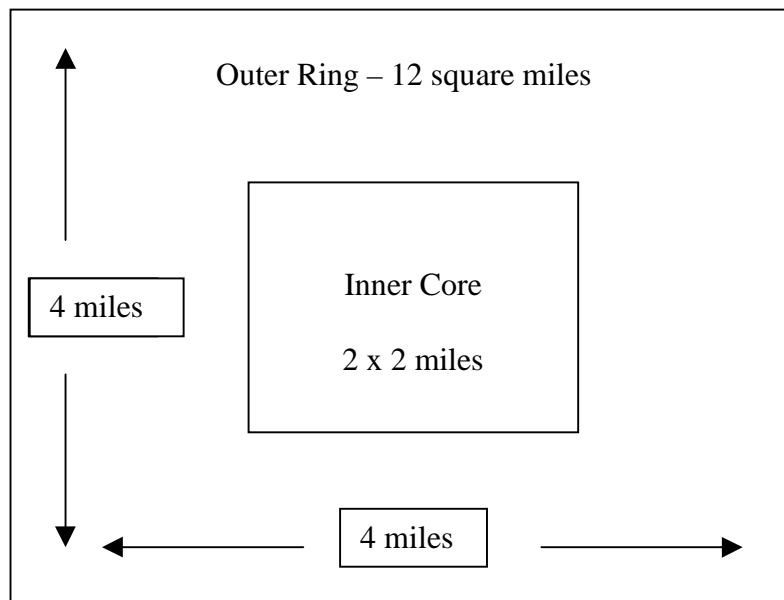 Outer Ring – 12 square miles
Inner Core
4 miles
2 x 2 miles
4 miles